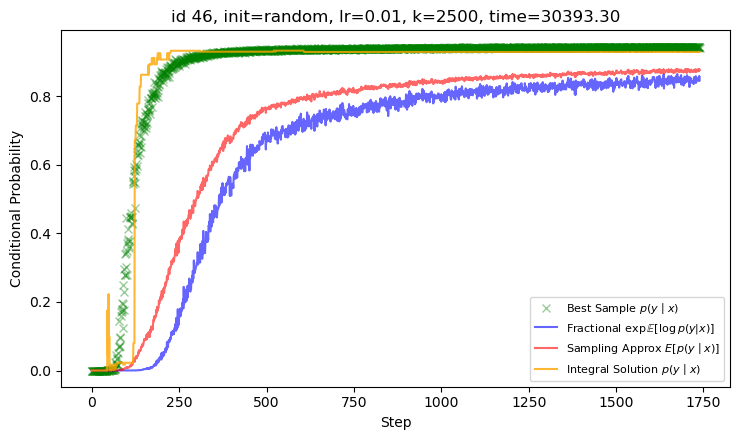 id 46, init=random, lr=0.01, k=2500, time=30393.30
Conditional Probability
0.8
0.6
0.4
0.2
0.0
Best Sample p(y | x)
Fractional exp𝔼[log p(y|x)]
Sampling Approx E[p(y | x)]
Integral Solution p(y | x)
0 250 500 750 1000 1250 1500 1750
Step